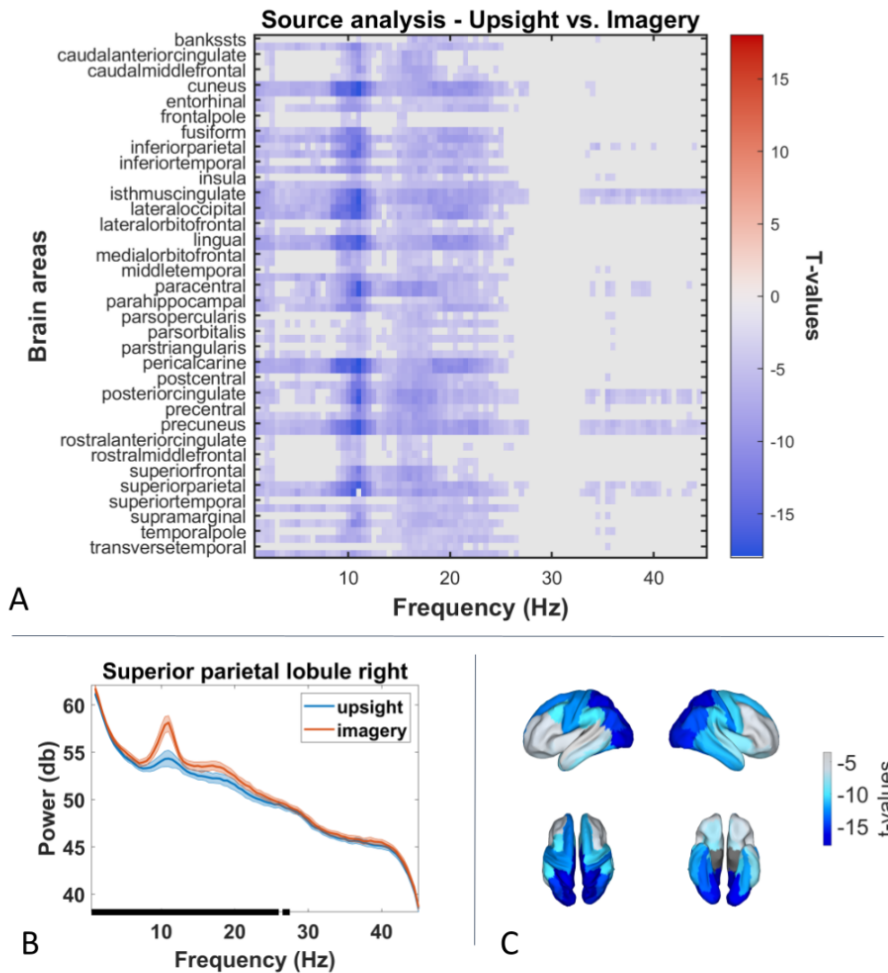 Source analysis - Upsight vs. Imagery
Brain areas
bankssts
caudalanteriorcingulate
caudalmiddlefrontal
cuneus
entorhinal
frontalpole
fusiform
inferiorparietal
inferiortemporal
insula
isthmuscingulate
lateraloccipital
lateralorbitofrontal
lingual
medialorbitofrontal
middletemporal
paracentral
parahippocampal
parsopercularis
parsorbitalis
parstriangularis
pericalcarine
postcentral
posteriorcingulate
precentral
precuneus
rostralanteriorcingulate
rostralmiddlefrontal
superiorfrontal
superiorparietal
superiortemporal
supramarginal
temporalpole
transversetemporal
10 20 30 40
Frequency (Hz)
15
10
5
0
-5
-10
-15
T-values
A
Superior parietal lobule right
upsight
imagery
Power (db)
60
55
50
45
40
10 20 30 40
Frequency (Hz)
B
-5
-10
-15
t-values
C